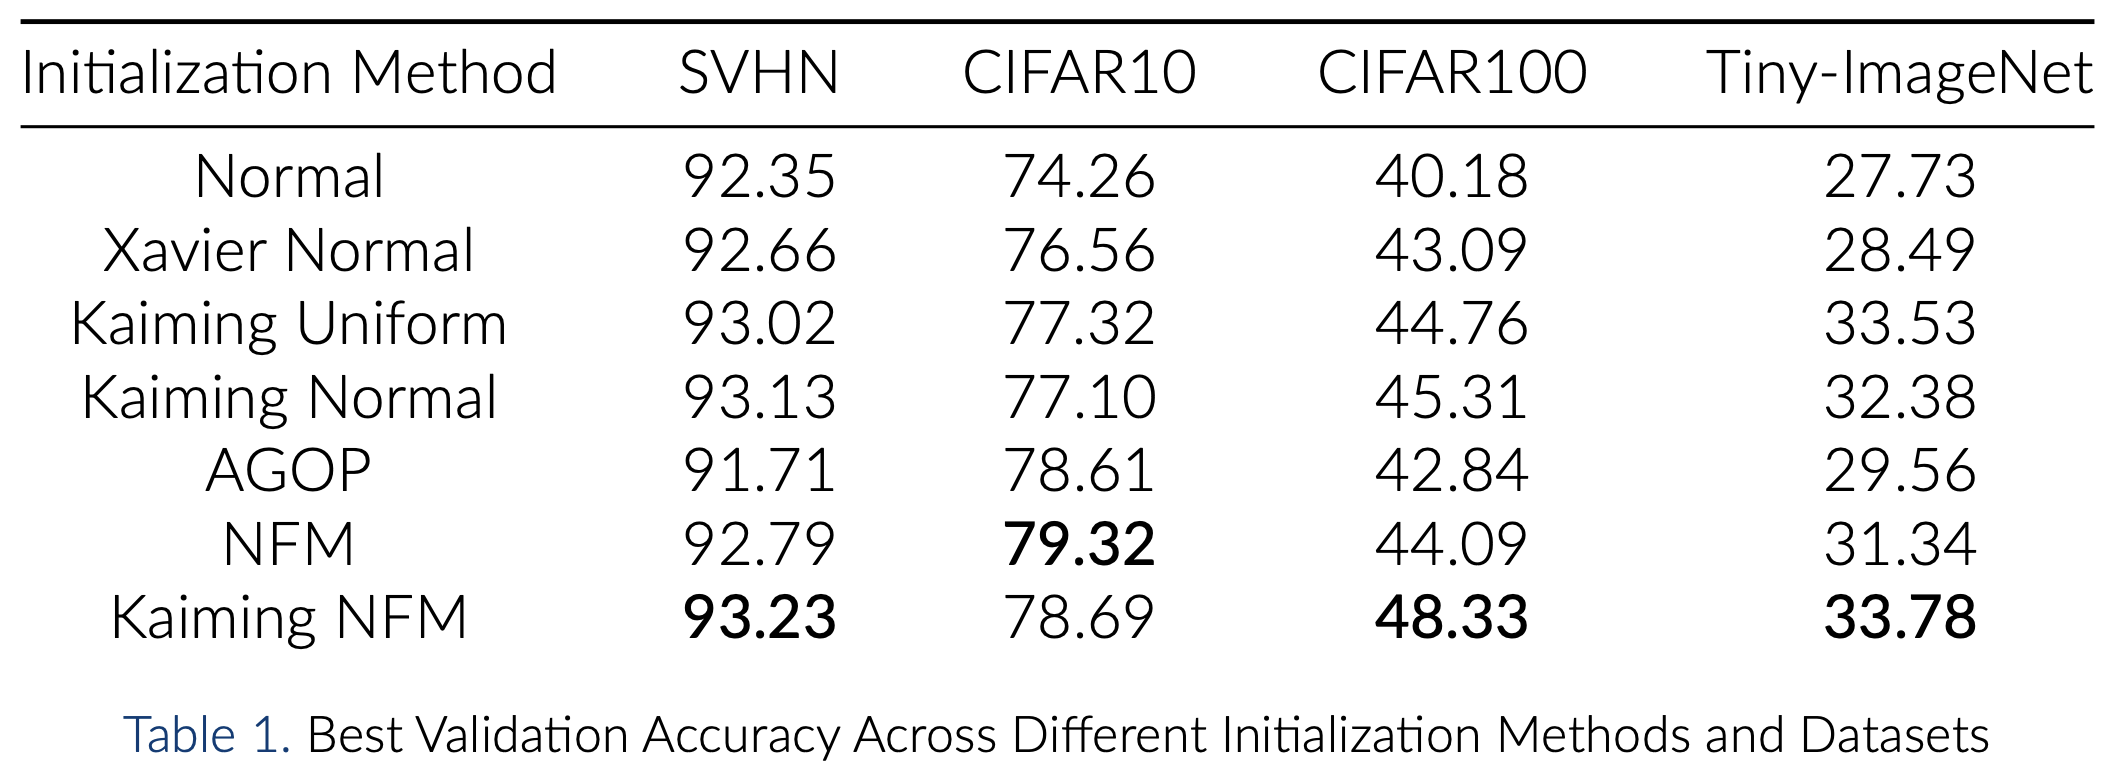 Initialization Method SVHN CIFAR10 CIFAR100 Tiny-ImageNet
Normal 92.35 74.26 40.18 27.73
Xavier Normal 92.66 76.56 43.09 28.49
Kaiming Uniform 93.02 77.32 44.76 33.53
Kaiming Normal 93.13 77.10 45.31 32.38
AGOP 91.71 78.61 42.84 29.56
NFM 92.79 79.32 44.09 31.34
Kaiming NFM 93.23 78.69 48.33 33.78
Table 1. Best Validation Accuracy Across Different Initialization Methods and Datasets